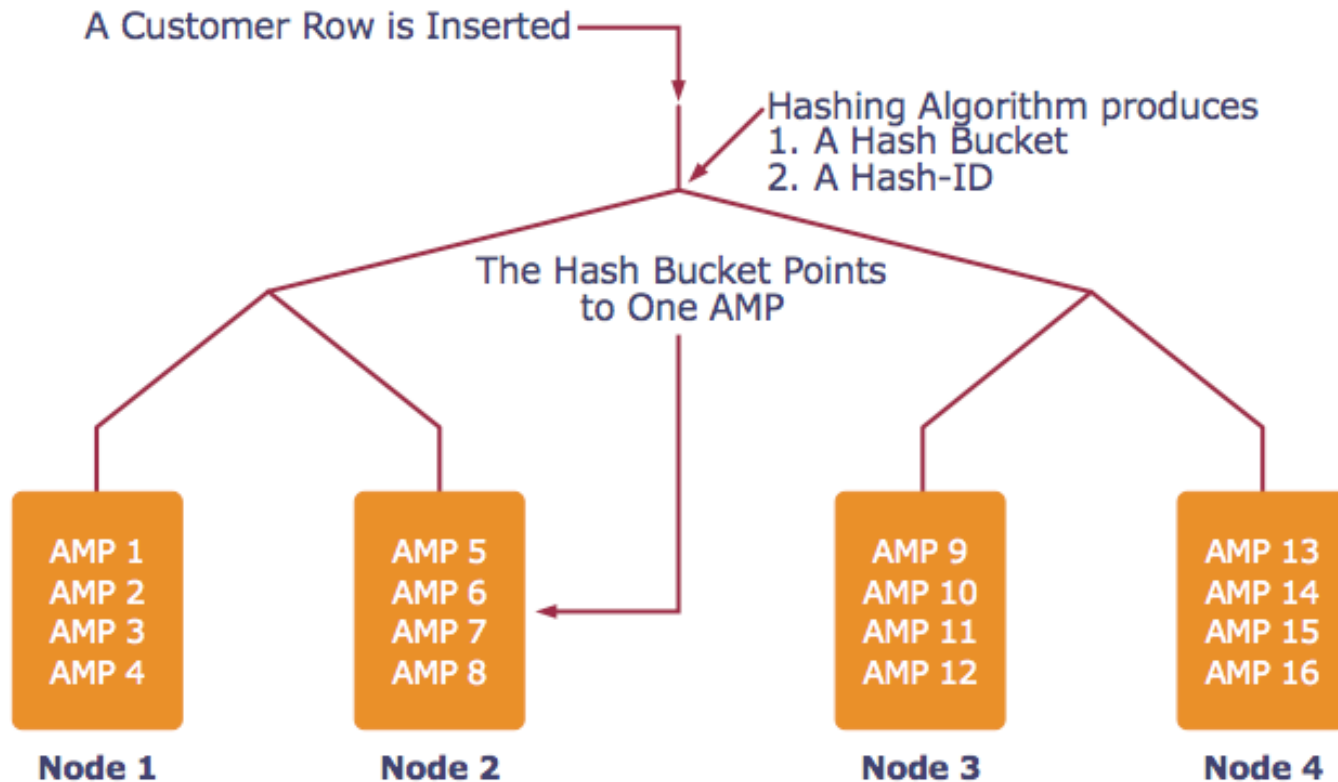 A Customer Row is Inserted
Hashing Algorithm produces
1. A Hash Bucket
2. A Hash-ID
The Hash Bucket Points
to One AMP
AMP 1
AMP 2
AMP 3
AMP 4
Node 1
AMP 5
AMP 6
AMP 7
AMP 8
Node 2
AMP 9
AMP 10
AMP 11
AMP 12
Node 3
AMP 13
AMP 14
AMP 15
AMP 16
Node 4